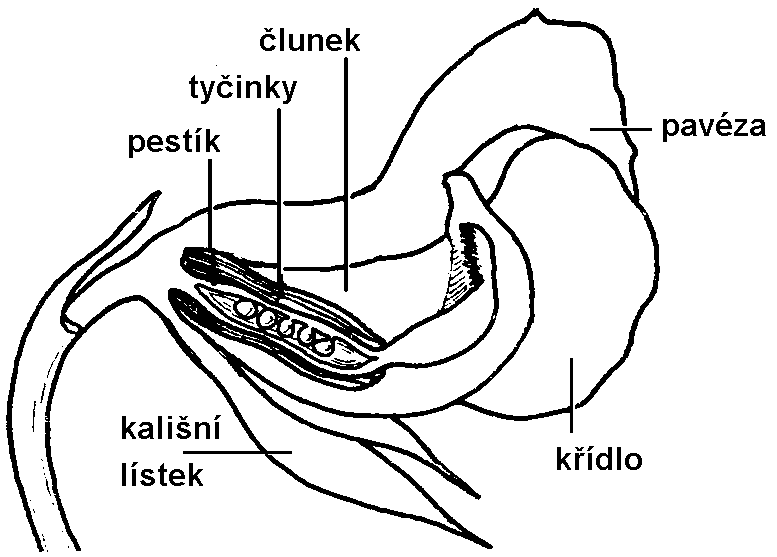 člunek
tyčinky
pestík
pavéza
kališní
lístek
křídlo